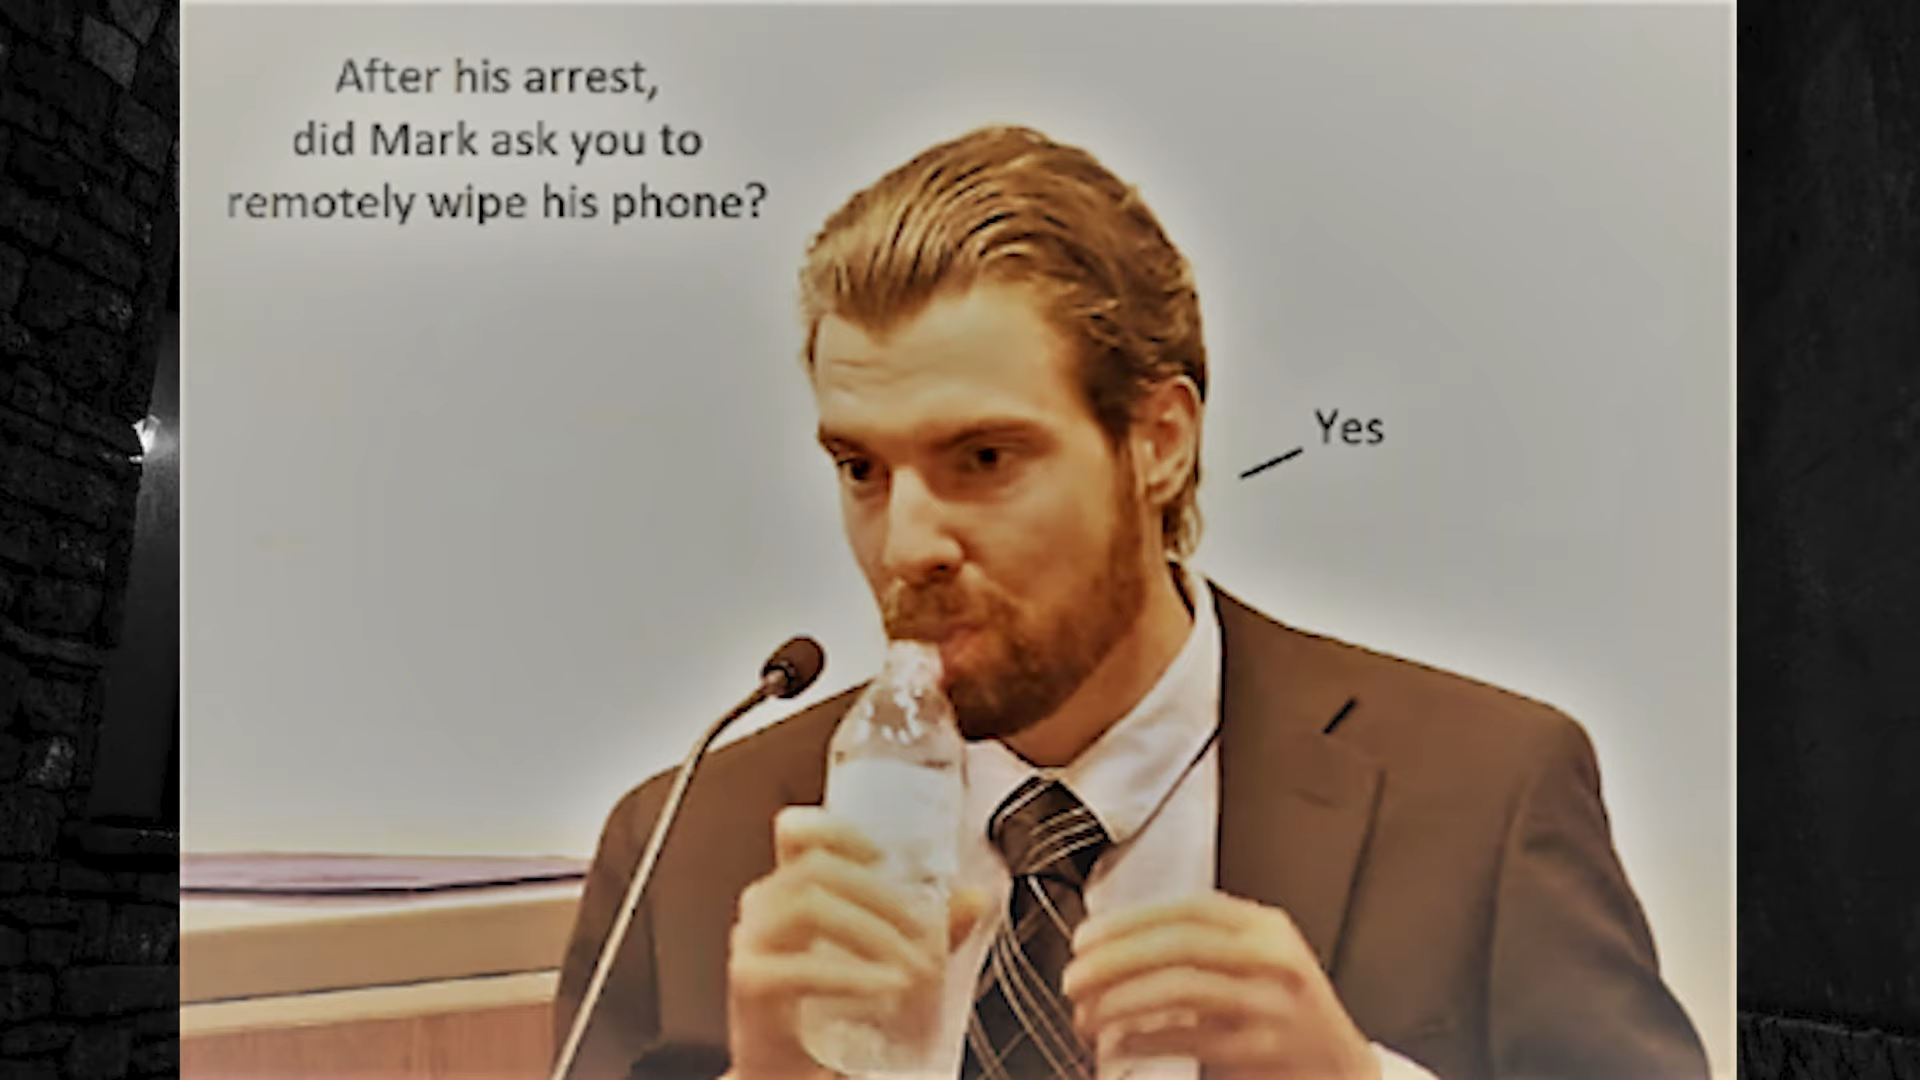 After his arrest,
did Mark ask you to
remotely wipe his phone?
Yes